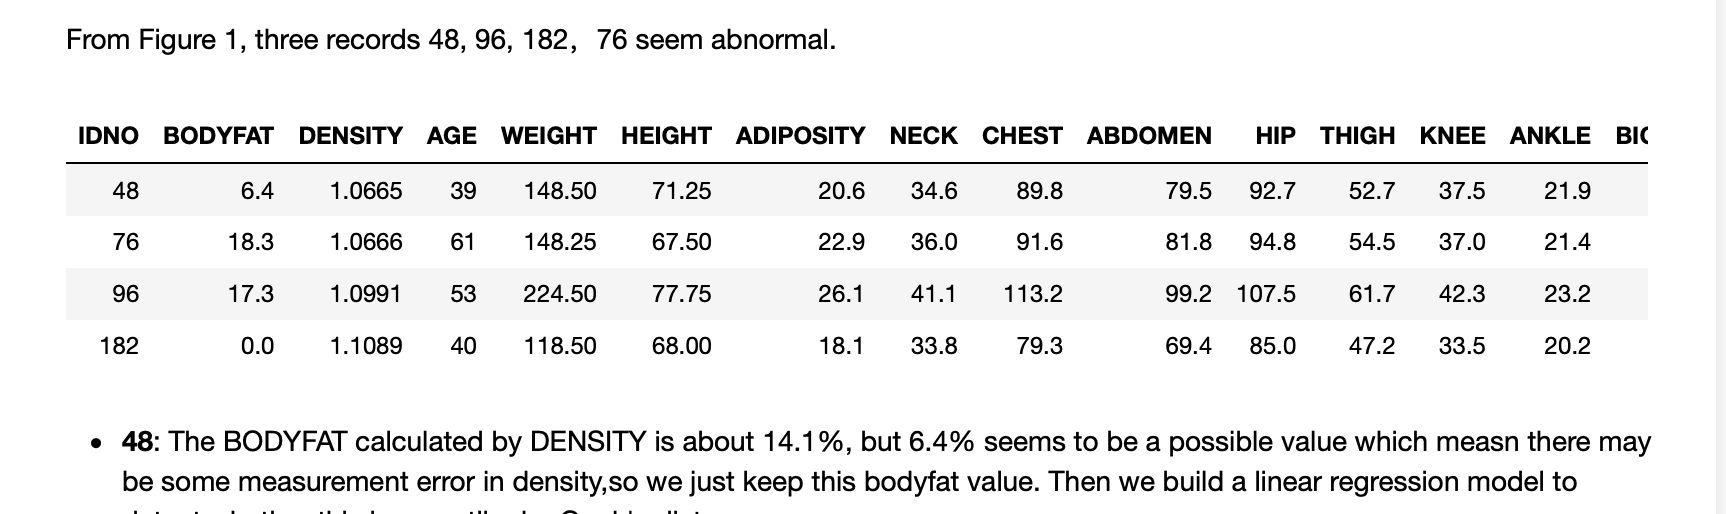 From Figure 1, three records 48, 96, 182, 76 seem abnormal.
IDNO BODYFAT DENSITY AGE WEIGHT HEIGHT ADIPOSITY NECK CHEST ABDOMEN HIP THIGH KNEE ANKLE
48 6.4 1.0665 39 148.50 71.25 20.6 34.6 89.8 79.5 92.7 52.7 37.5 21.9
76 18.3 1.0666 61 148.25 67.50 22.9 36.0 91.6 81.8 94.8 54.5 37.0 21.4
96 17.3 1.0991 53 224.50 77.75 26.1 41.1 113.2 99.2 107.5 61.7 42.3 23.2
182 0.0 1.1089 40 118.50 68.00 18.1 33.8 79.3 69.4 85.0 47.2 33.5 20.2
• 48: The BODYFAT calculated by DENSITY is about 14.1%, but 6.4% seems to be a possible value which measn there may
be some measurement error in density,so we just keep this bodyfat value. Then we build a linear regression model to